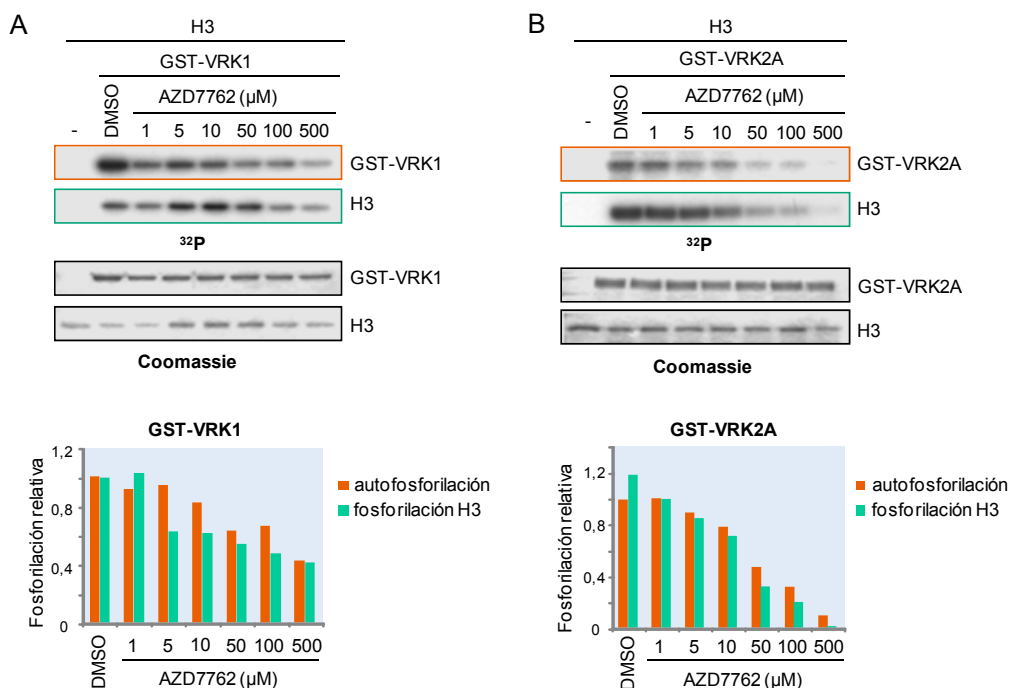 A
H3
GST-VRK1
DMSO
AZD7762 (µM)
- 1 5 10 50 100 500
GST-VRK1
H3
³²P
GST-VRK1
H3
Coomassie
GST-VRK1
Fosforilación relativa
1,2
0,8
0,4
0
autofosforilación
fosforilación H3
DMSO 1 5 10 50 100 500
AZD7762 (µM)
B
H3
GST-VRK2A
DMSO
AZD7762 (µM)
- 1 5 10 50 100 500
GST-VRK2A
H3
³²P
GST-VRK2A
H3
Coomassie
GST-VRK2A
Fosforilación relativa
1,2
0,8
0,4
0
autofosforilación
fosforilación H3
DMSO 1 5 10 50 100 500
AZD7762 (µM)